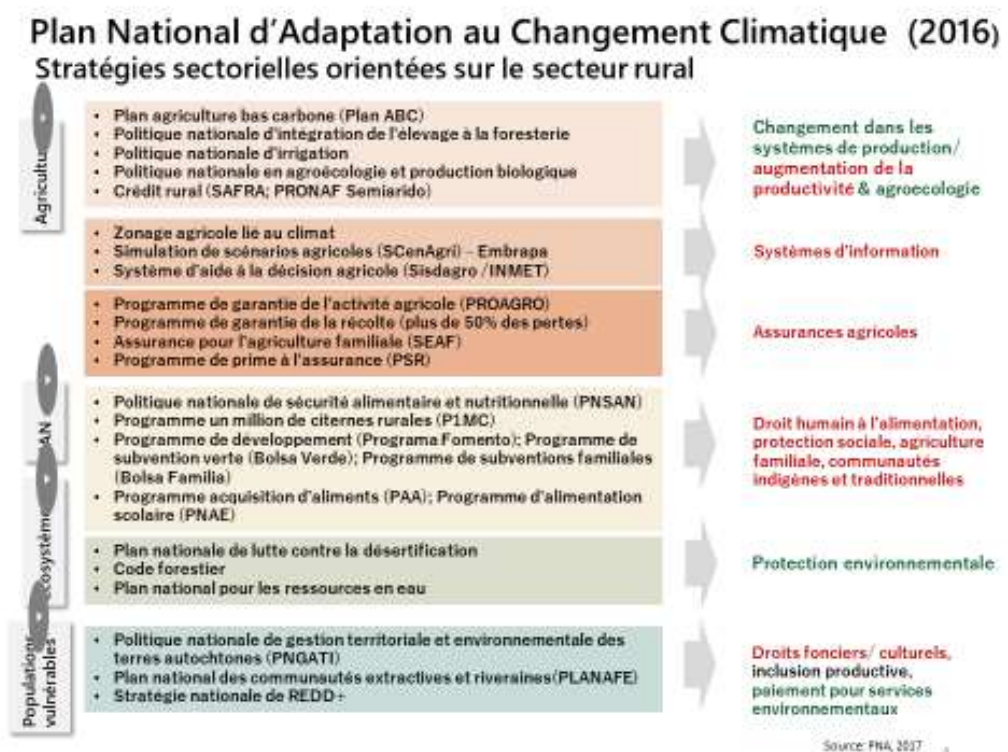 Plan National d'Adaptation au Changement Climatique (2016)
Stratégies sectorielles orientées sur le secteur rural
Agricultu
• Plan agriculture bas carbone (Plan ABC)
• Politique nationale d'intégration de l'élevage à la foresterie
• Politique nationale d'irrigation
• Politique nationale en agroécologie et production biologique
• Crédit rural (SAFRA; PRONAF Semiarido)
Changement dans les
systèmes de production/
augmentation de la
productivité & agroecologie
• Zonage agricole lié au climat
• Simulation de scénarios agricoles (SCenAgri) – Embrapa
• Système d'aide à la décision agricole (Sisdagro /INMET)
Systèmes d'information
• Programme de garantie de l'activité agricole (PROAGRO)
• Programme de garantie de la récolte (plus de 50% des pertes)
• Assurance pour l'agriculture familiale (SEAF)
• Programme de prime à l'assurance (PSR)
Assurances agricoles
AN
• Politique nationale de sécurité alimentaire et nutritionnelle (PNSAN)
• Programme un million de citernes rurales (P1MC)
• Programme de développement (Programa Fomento); Programme de
subvention verte (Bolsa Verde); Programme de subventions familiales
(Bolsa Familia)
• Programme acquisition d'aliments (PAA); Programme d'alimentation
scolaire (PNAE)
Droit humain à l'alimentation,
protection sociale, agriculture
familiale, communautés
indigènes et traditionnelles
cosystème
• Plan nationale de lutte contre la désertification
• Code forestier
• Plan national pour les ressources en eau
Protection environnementale
Populations
vulnérables
• Politique nationale de gestion territoriale et environnementale des
terres autochtones (PNGATI)
• Plan national des communautés extractives et riveraines(PLANAFE)
• Stratégie nationale de REDD+
Droits fonciers/ culturels,
inclusion productive,
paiement pour services
environnementaux
Source: PNA, 2017